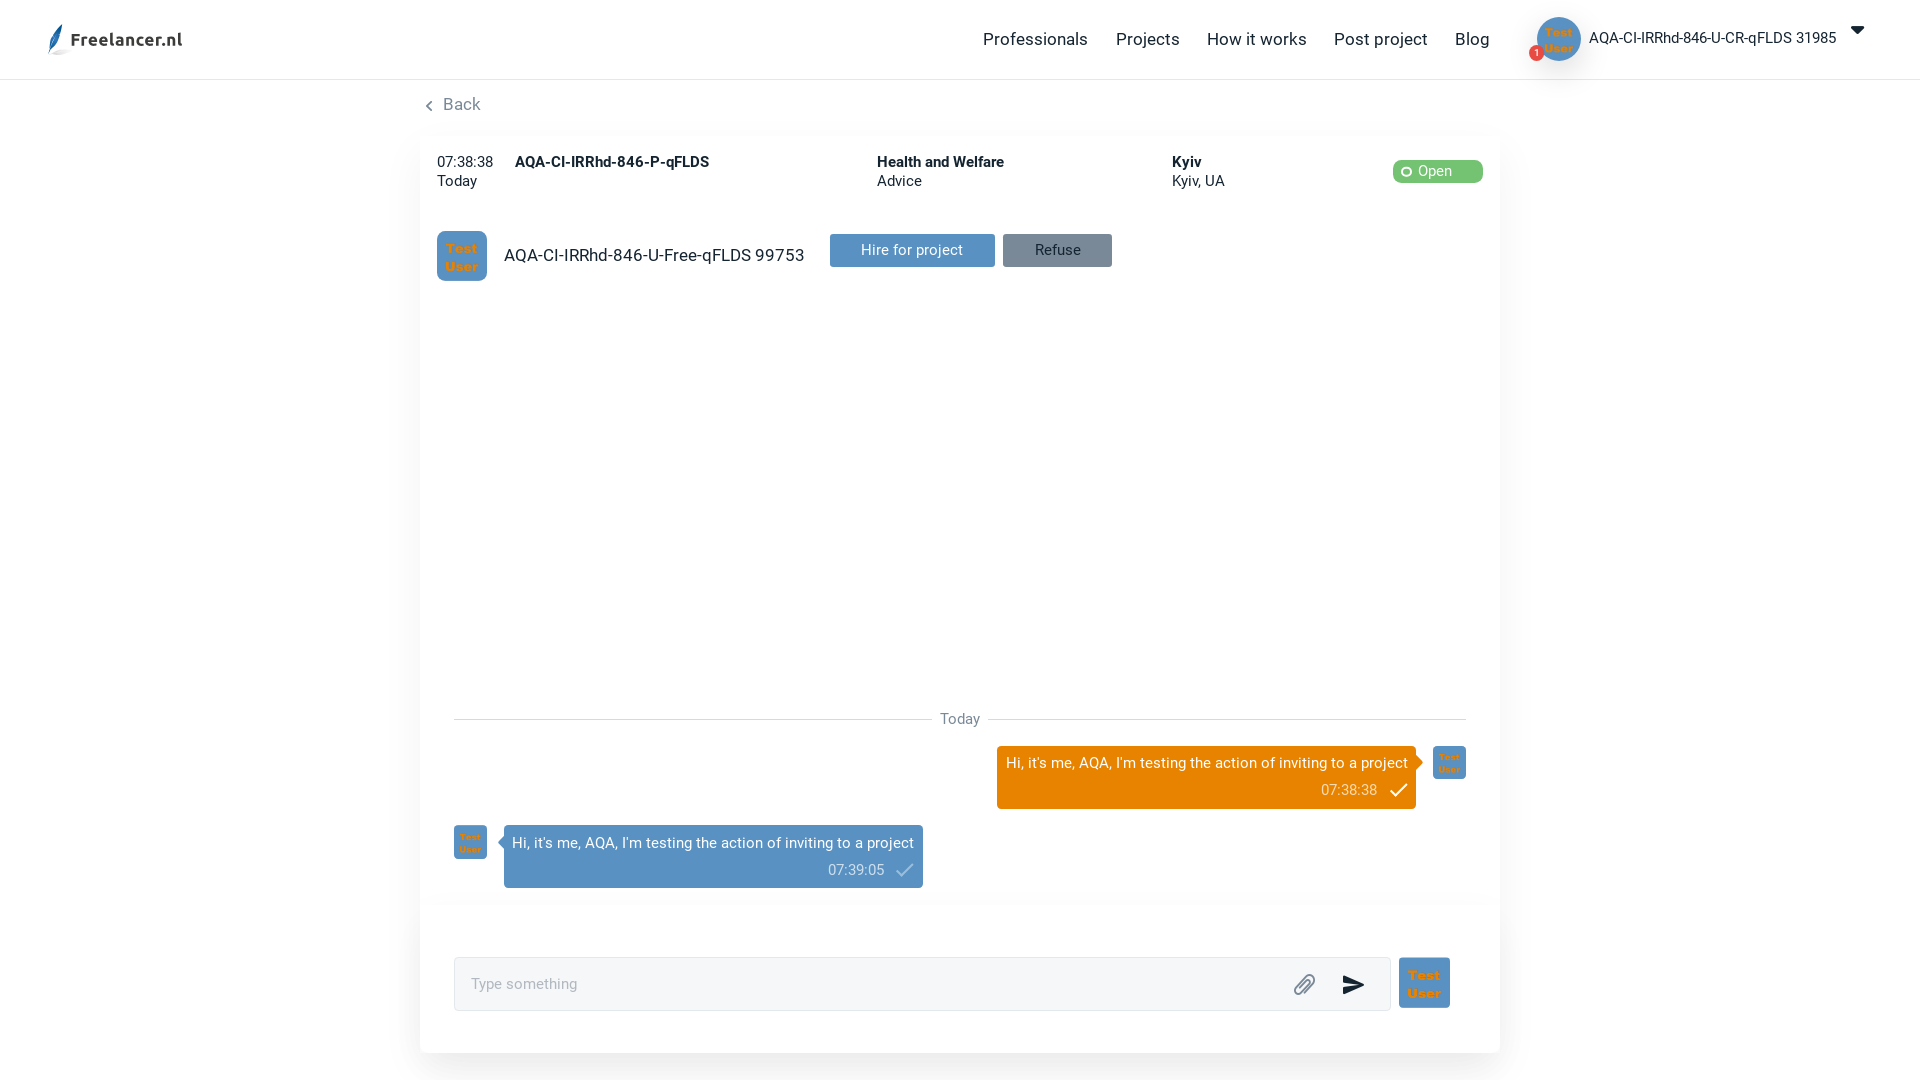 Freelancer.nl
Professionals
Projects
How it works
Post project
Blog
Test
User
1
AQA-CI-IRRhd-846-U-CR-qFLDS 31985
Back
07:38:38
Today
AQA-CI-IRRhd-846-P-qFLDS
Health and Welfare
Advice
Kyiv
Kyiv, UA
Open
Test
User
AQA-CI-IRRhd-846-U-Free-qFLDS 99753
Hire for project
Refuse
Today
Hi, it's me, AQA, I'm testing the action of inviting to a project
07:38:38
Test
User
Test
User
Hi, it's me, AQA, I'm testing the action of inviting to a project
07:39:05
Type something
Test
User